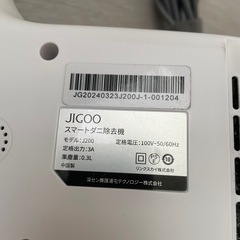 JG20240323J200J-1-001204
JIGOO
スマートダニ除去機
モデル: J200
定格電圧: 100V~50/60Hz
定格出力: 3A
集塵量: 0.3L
中国製
リンクスカイ株式会社